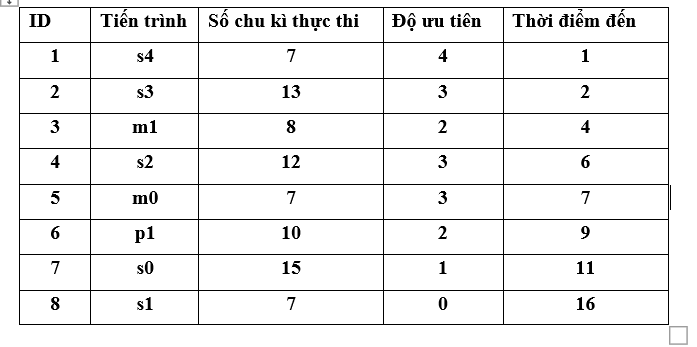 ID Tiến trình Số chu kì thực thi Độ ưu tiên Thời điểm đến
1 s4 7 4 1
2 s3 13 3 2
3 m1 8 2 4
4 s2 12 3 6
5 m0 7 3 7
6 p1 10 2 9
7 s0 15 1 11
8 s1 7 0 16